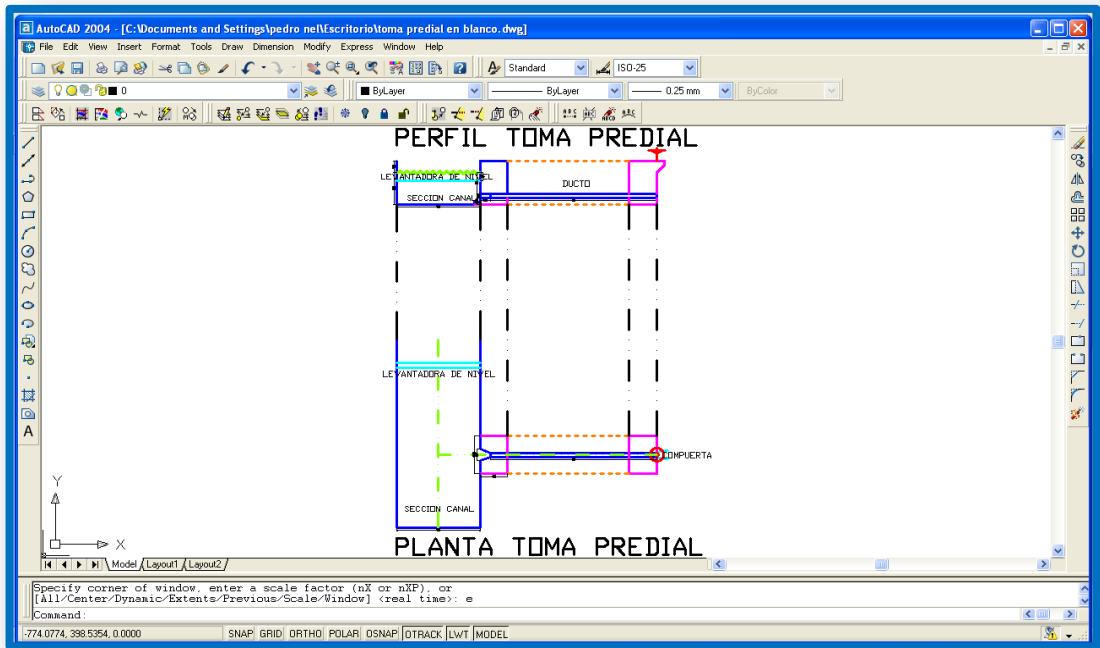 AutoCAD 2004 - [C:\Documents and Settings\pedro nel\Escritorio\toma predial en blanco.dwg]
File Edit View Insert Format Tools Draw Dimension Modify Express Window Help
Standard ISO-25
0 ByLayer ByLayer 0.25 mm ByColor
PERFIL TOMA PREDIAL
LEVANTADORA DE NIVEL
DUCTO
SECCION CANAL
LEVANTADORA DE NIVEL
COMPUERTA
SECCION CANAL
Y
X
PLANTA TOMA PREDIAL
Model Layout1 Layout2
Specify corner of window, enter a scale factor (nX or nXP), or
[All/Center/Dynamic/Extents/Previous/Scale/Window] <real time>: e
Command:
-774.0774, 398.5354, 0.0000 SNAP GRID ORTHO POLAR OSNAP OTRACK LWT MODEL